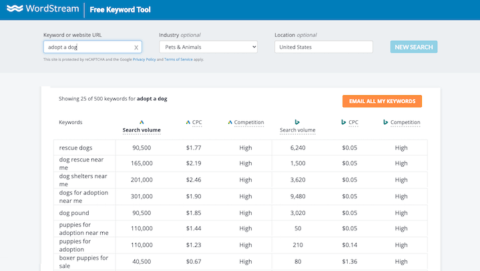 WordStream | Free Keyword Tool
Keyword or website URL Industry optional Location optional
adopt a dog x Pets & Animals United States NEW SEARCH
This site is protected by reCAPTCHA and the Google Privacy Policy and Terms of Service apply.
Showing 25 of 500 keywords for adopt a dog EMAIL ALL MY KEYWORDS
Keywords Search volume CPC Competition Search volume CPC Competition
rescue dogs 90,500 $1.77 High 6,240 $0.05 High
dog rescue near
me 165,000 $2.19 High 1,500 $0.05 High
dog shelters near
me 201,000 $2.46 High 3,620 $0.05 High
dogs for adoption
near me 301,000 $1.90 High 9,480 $0.05 High
dog pound 90,500 $1.85 High 3,020 $0.05 High
puppies for
adoption near me 110,000 $1.44 High 50 $0.05 High
puppies for
adoption 110,000 $1.23 High 210 $0.14 High
boxer puppies for
sale 40,500 $0.67 High 80 $1.36 High